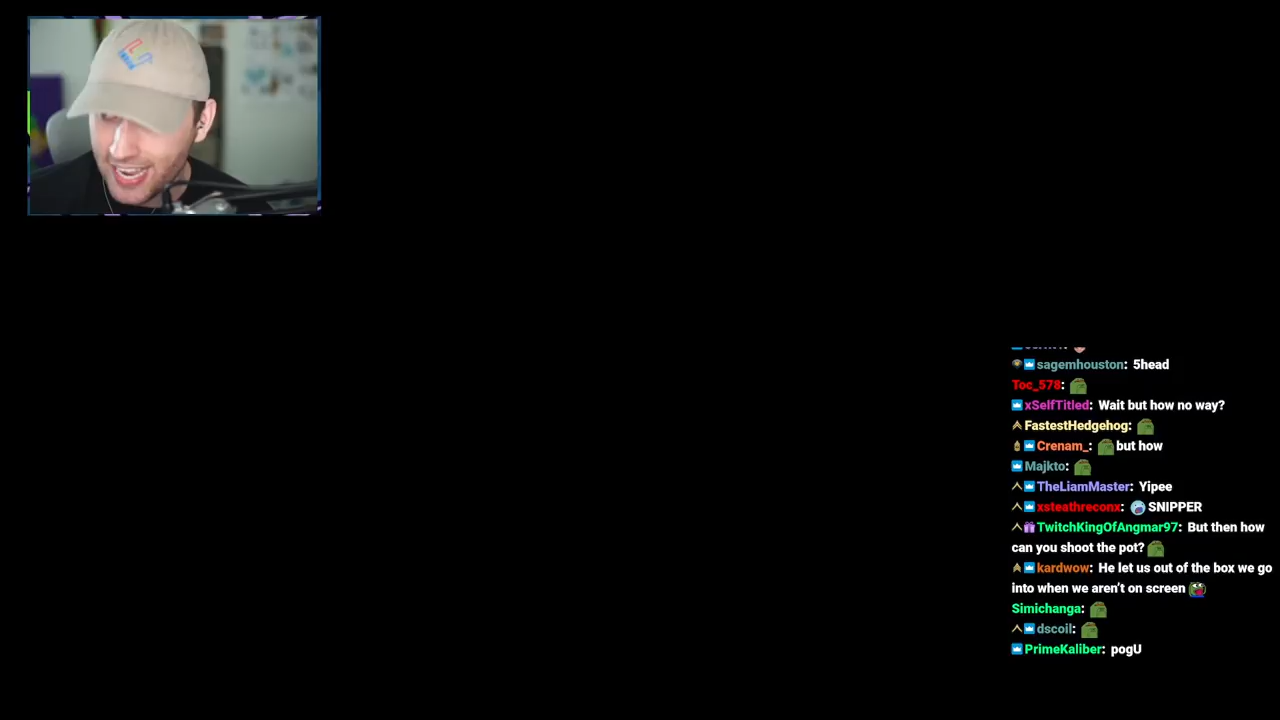 sagemhouston: 5head
Toc_578:
xSelfTitled: Wait but how no way?
FastestHedgehog:
Crenam_: but how
Majkto:
TheLiamMaster: Yipee
xsteathreconx: SNIPPER
TwitchKingOfAngmar97: But then how
can you shoot the pot?
kardwow: He let us out of the box we go
into when we aren't on screen
Simichanga:
dscoil:
PrimeKaliber: pogU